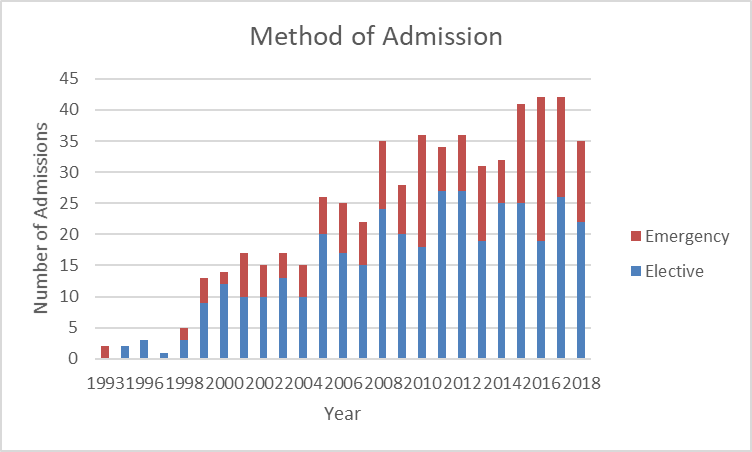 Method of Admission
45
40
35
30
25
20
15
10
5
0
Number of Admissions
1993 1996 1998 2000 2002 2004 2006 2008 2010 2012 2014 2016 2018
Year
Emergency
Elective